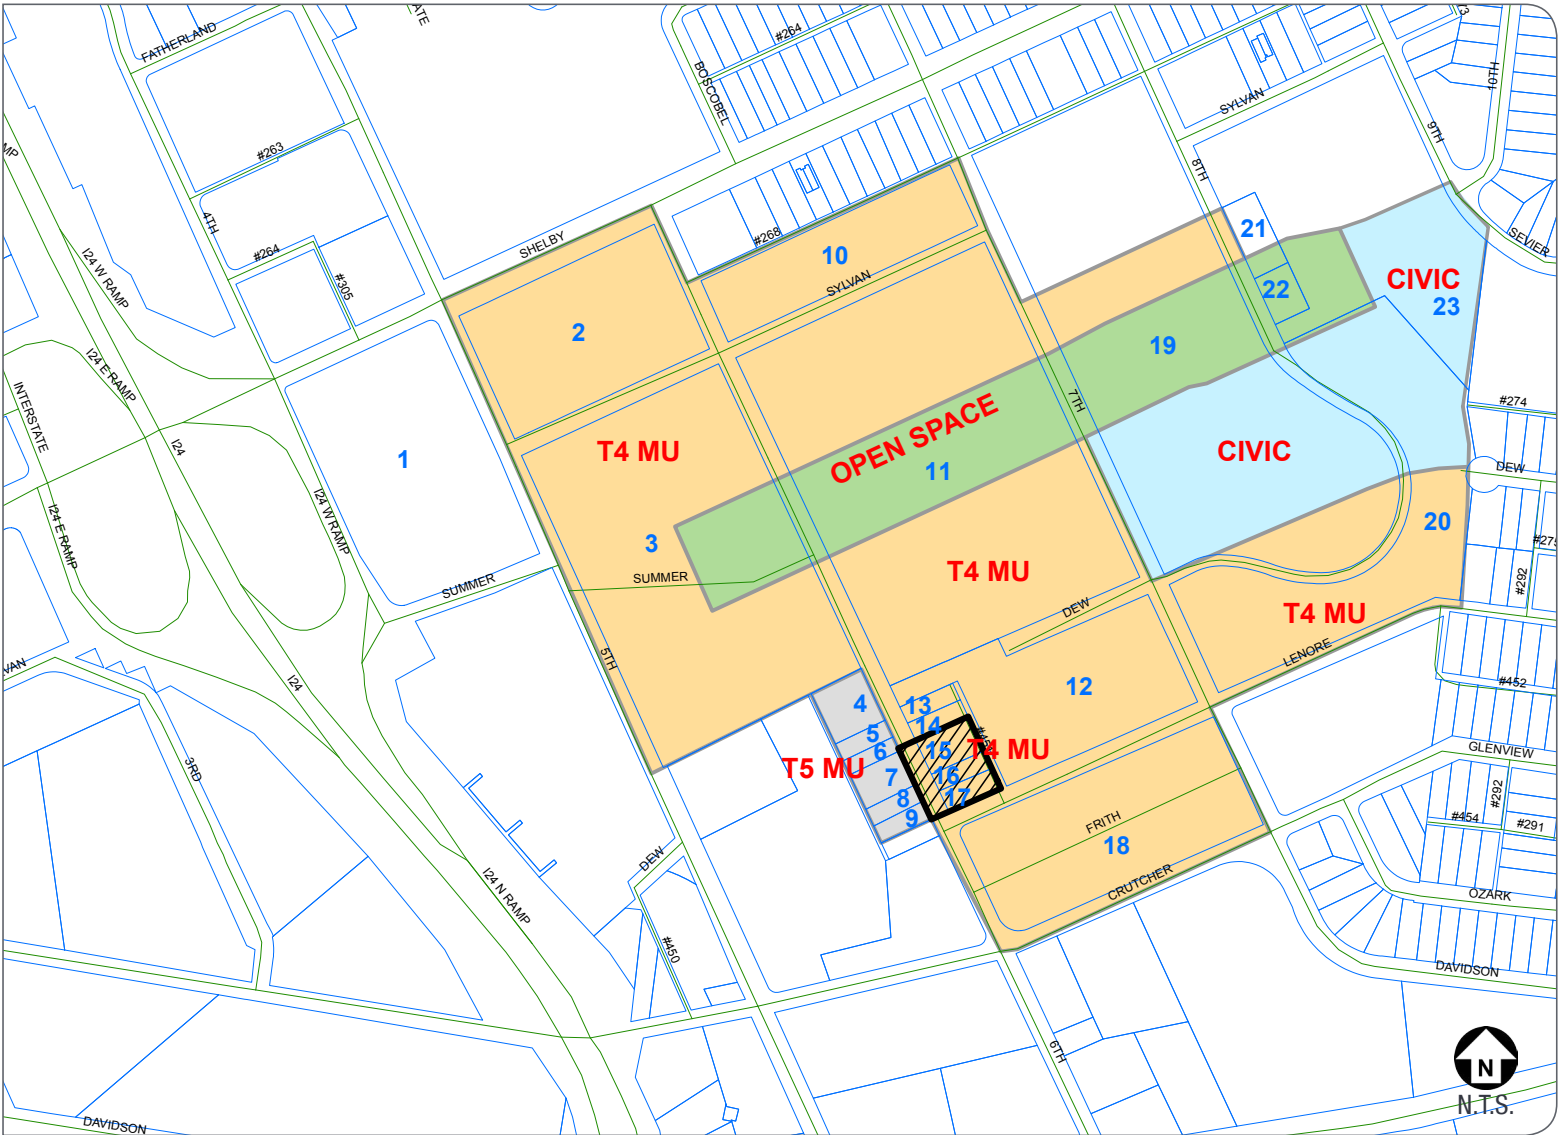 FATHERLAND
#264
BOSCOBEL
10TH
#263
SYLVAN
9TH
8TH
4TH
#264
#305
I24 W RAMP
SHELBY
#268
10
SYLVAN
21
22
SEVIER
CIVIC
23
2
19
I24 E RAMP
INTERSTATE
I24
1
T4 MU
OPEN SPACE
11
7TH
CIVIC
#274
DEW
I24 E RAMP
I24 W RAMP
3
SUMMER
SUMMER
T4 MU
20
#292
DEW
T4 MU
LENORE
5TH
I24
12
#452
4
5
6
7
8
9
T5 MU
13
14
15
16
17
T4 MU
GLENVIEW
3RD
#292
#454
#291
FRITH
18
CRUTCHER
OZARK
DEW
I24 N RAMP
#450
DAVIDSON
6TH
N
N.T.S.
DAVIDSON